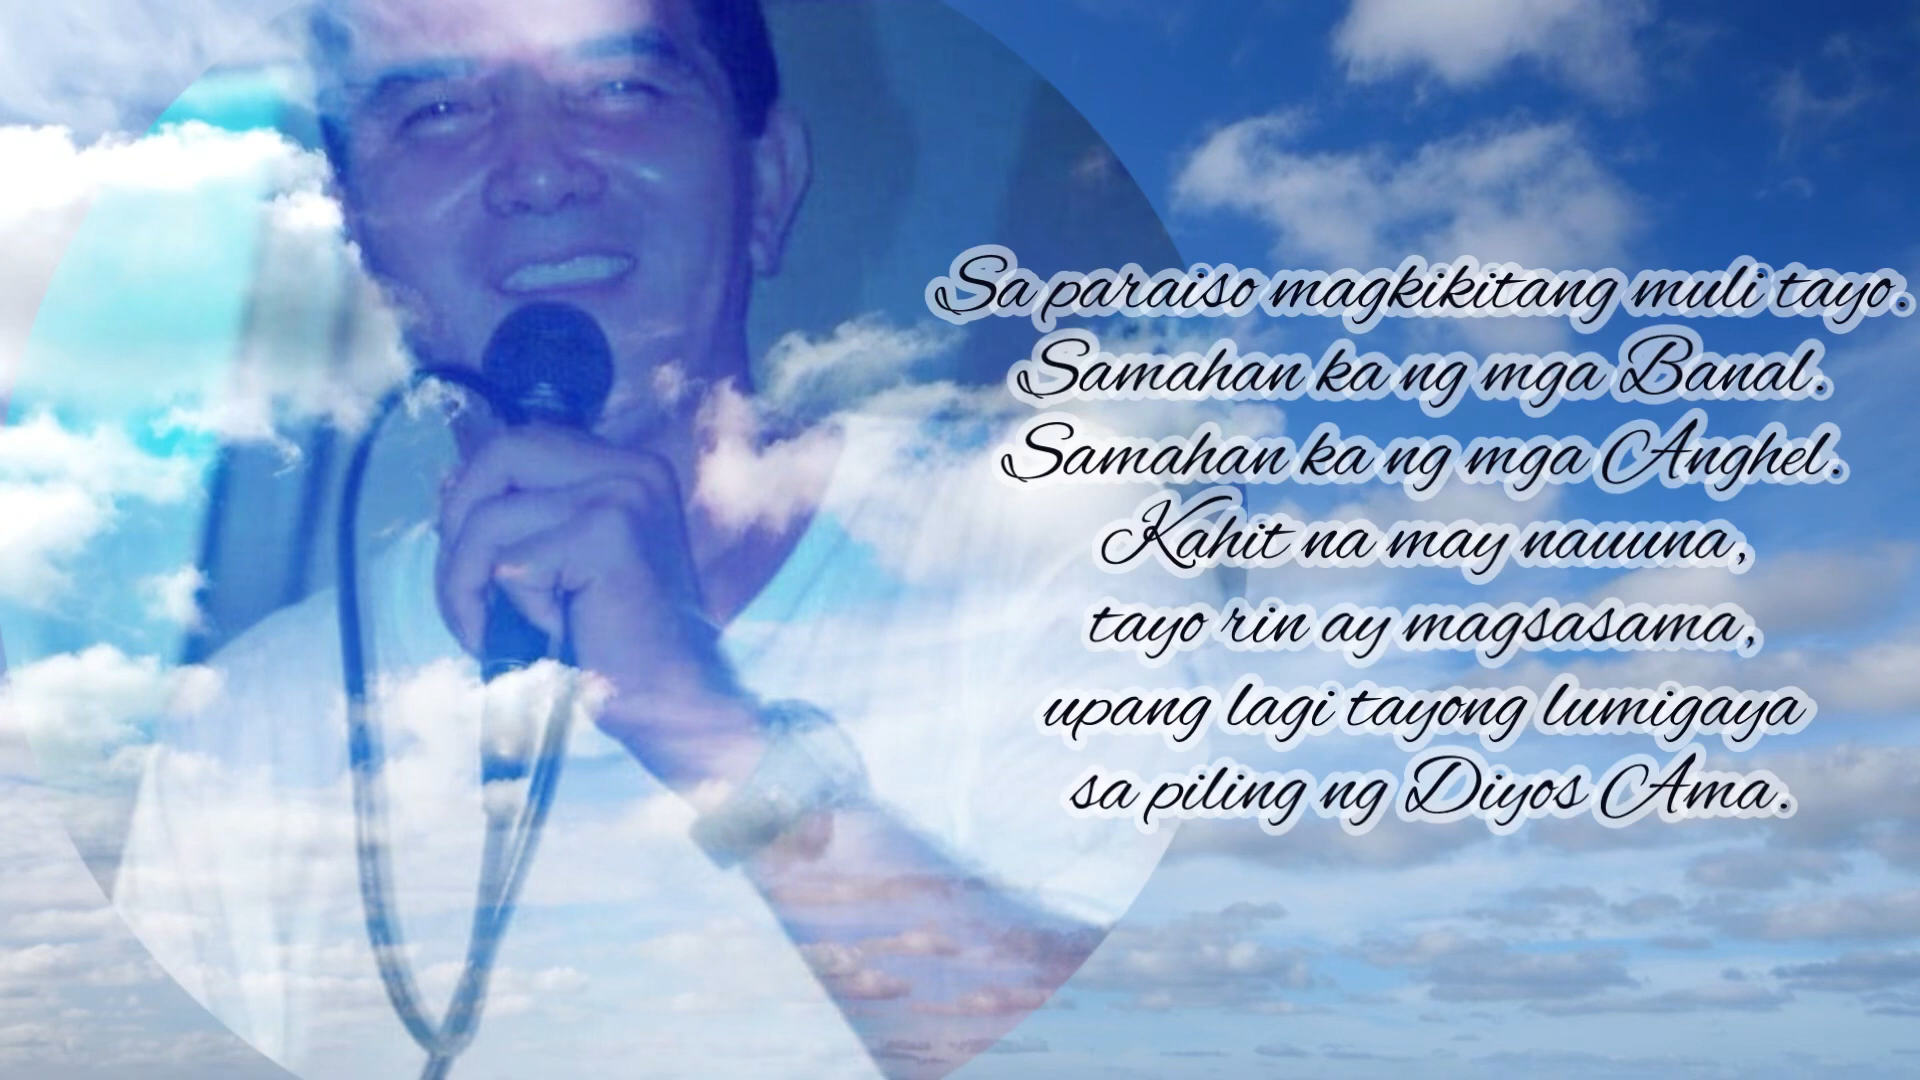 Sa paraiso magkikitang muli tayo.
Samahan ka ng mga Banal.
Samahan ka ng mga Anghel.
Kahit na may nauuna,
tayo rin ay magsasama,
upang lagi tayong lumigaya
sa piling ng Diyos Ama.